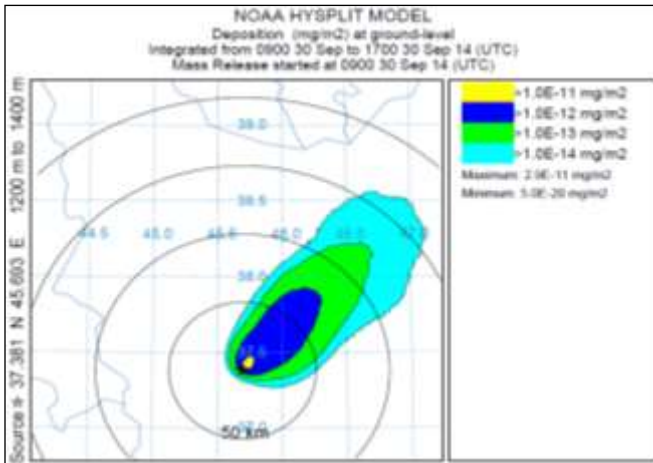 NOAA HYSPLIT MODEL
Deposition (mg/m2) at ground-level
Integrated from 0900 30 Sep to 1700 30 Sep 14 (UTC)
Mass Release started at 0900 30 Sep 14 (UTC)
Source ☆ 37.381 N 45.693 E 1200 m to 1400 m
39.0
38.5
44.5 45.0 45.5 46.0
38.0
37.5
37.0
50 km
>1.0E-11 mg/m2
>1.0E-12 mg/m2
>1.0E-13 mg/m2
>1.0E-14 mg/m2
Maximum: 2.9E-11 mg/m2
Minimum: 5.0E-20 mg/m2